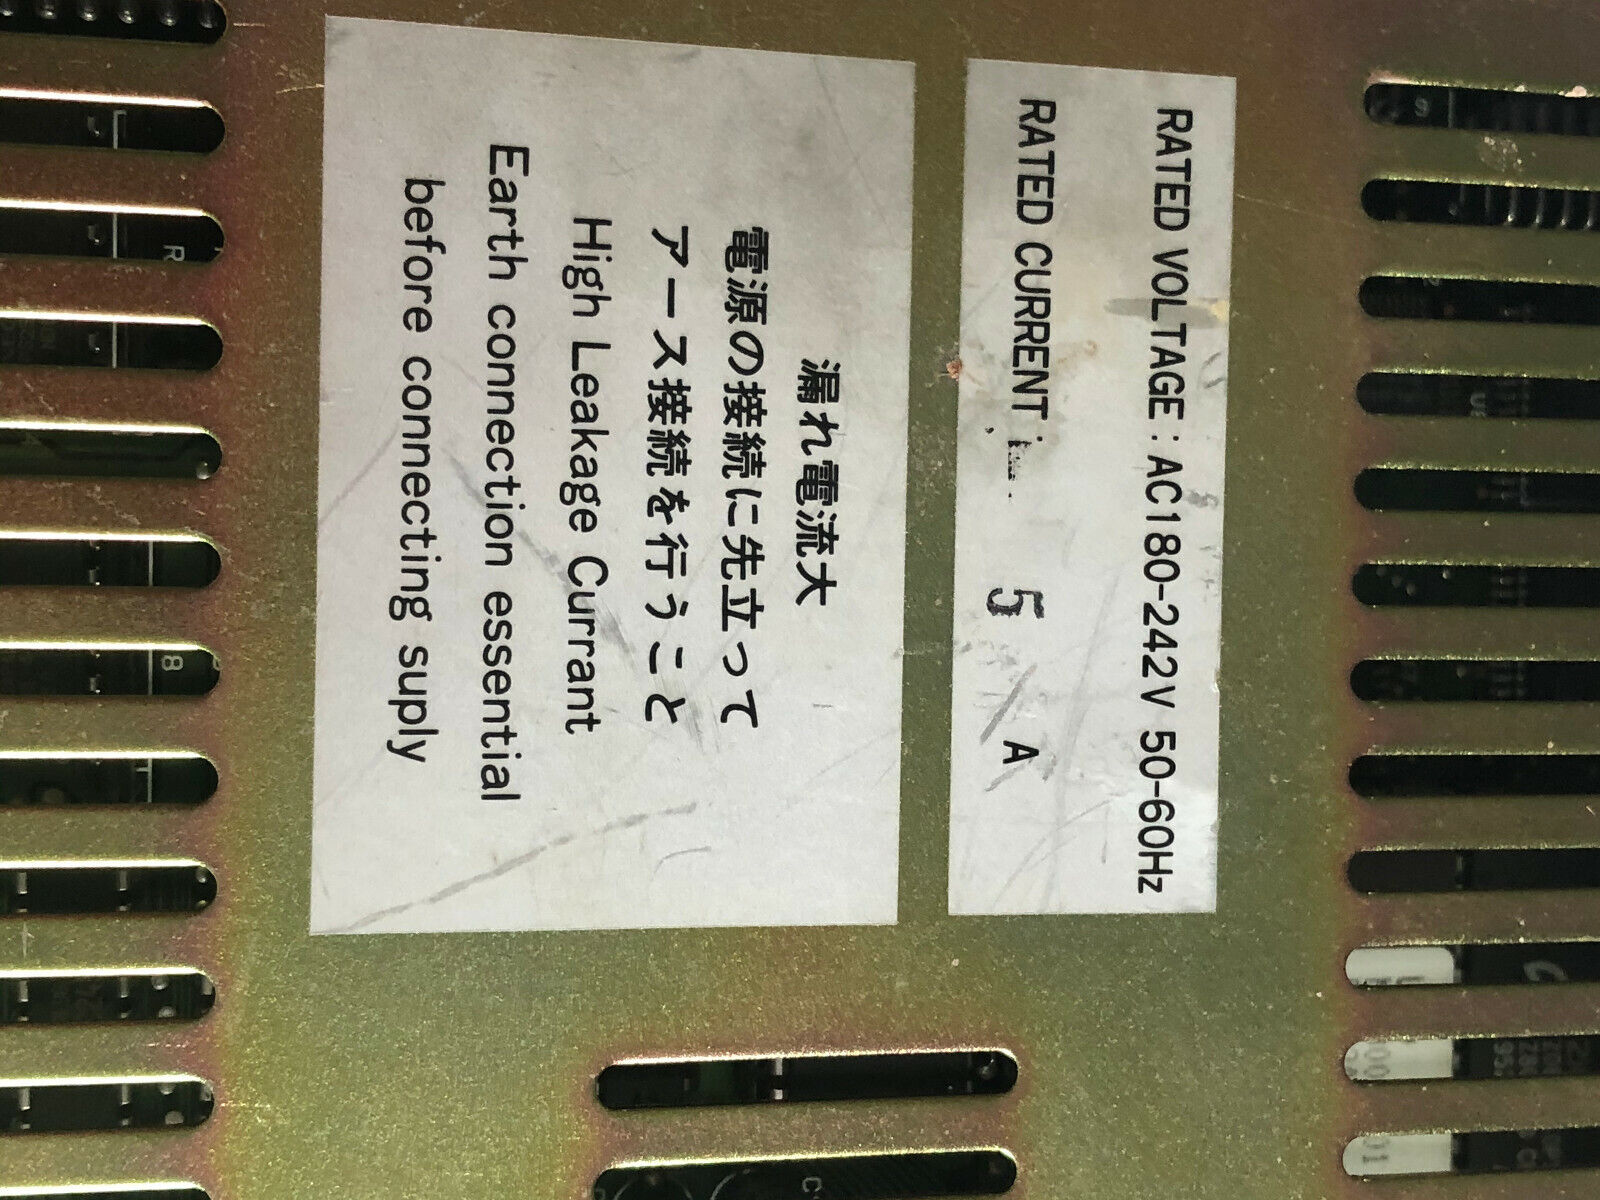 RATED VOLTAGE : AC180-242V 50-60Hz
RATED CURRENT : 5 A
漏れ電流大
電源の接続に先立って
アース接続を行うこと
High Leakage Currant
Earth connection essential
before connecting supply